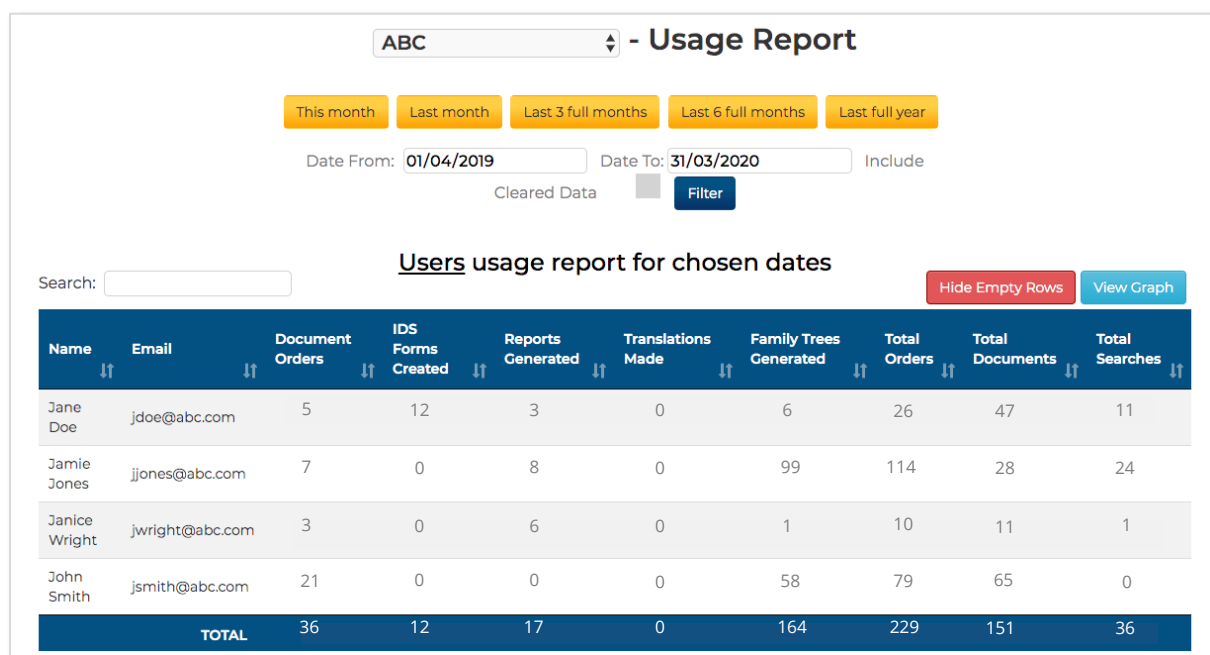 ABC - Usage Report
This month Last month Last 3 full months Last 6 full months Last full year
Date From: 01/04/2019 Date To: 31/03/2020 Include
Cleared Data Filter
Users usage report for chosen dates
Search:
Hide Empty Rows View Graph
Name Email Document Orders IDS Forms Created Reports Generated Translations Made Family Trees Generated Total Orders Total Documents Total Searches
Jane Doe jdoe@abc.com 5 12 3 0 6 26 47 11
Jamie Jones jjones@abc.com 7 0 8 0 99 114 28 24
Janice Wright jwright@abc.com 3 0 6 0 1 10 11 1
John Smith jsmith@abc.com 21 0 0 0 58 79 65 0
TOTAL 36 12 17 0 164 229 151 36